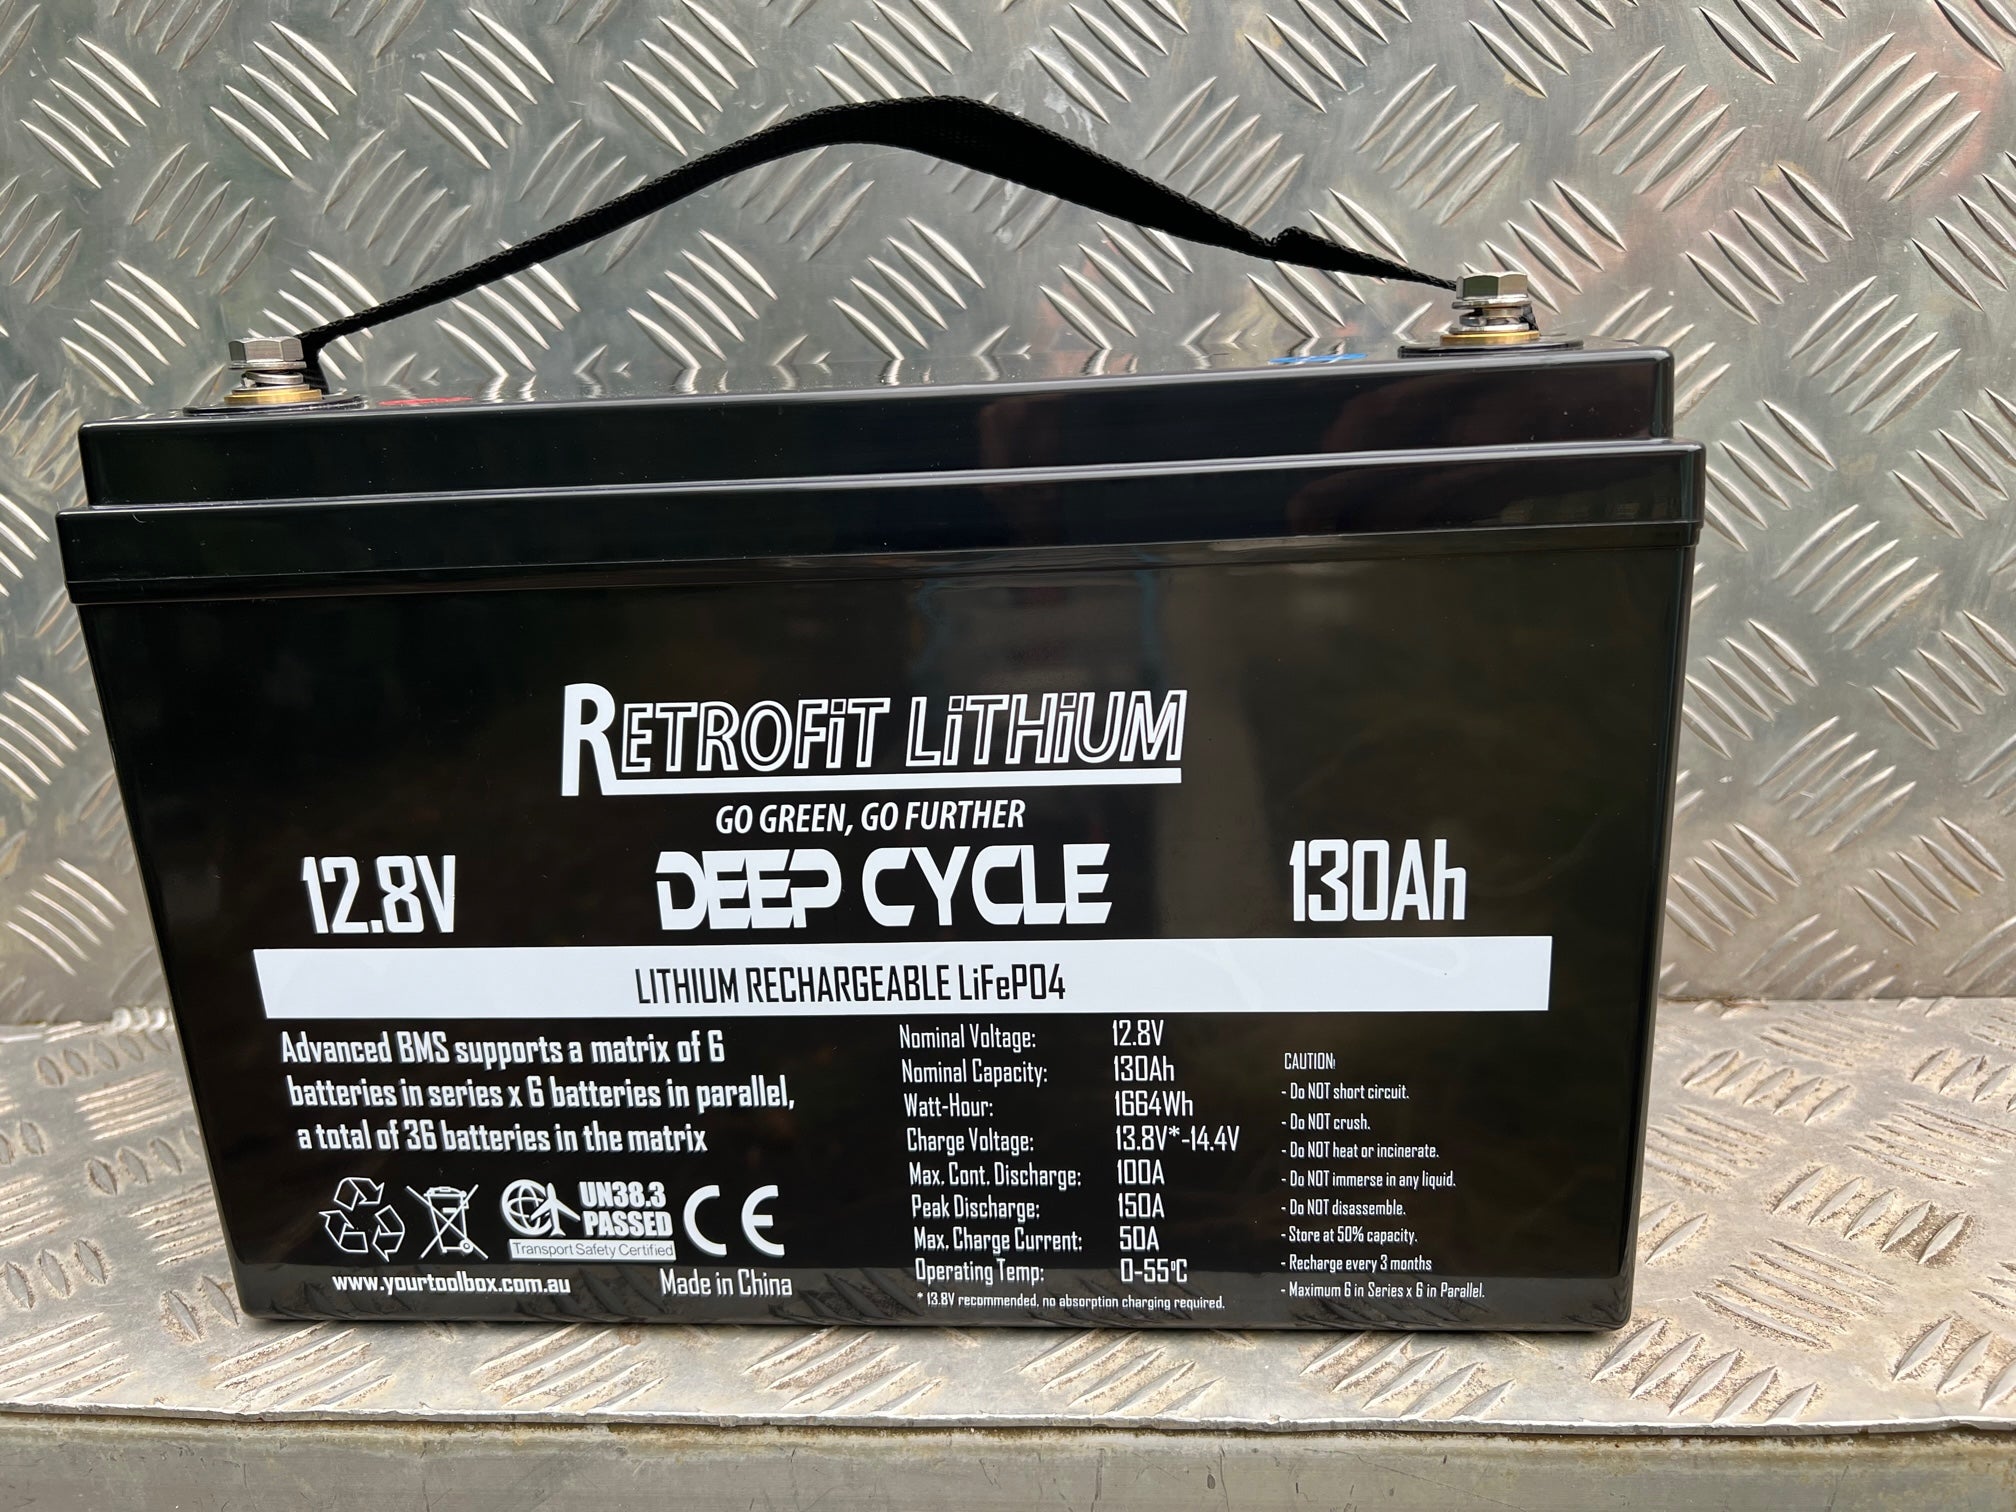 RETROFiT LiTHiUM
GO GREEN, GO FURTHER
12.8V
DEEP CYCLE
130Ah
LITHIUM RECHARGEABLE LiFePO4
Advanced BMS supports a matrix of 6
batteries in series x 6 batteries in parallel,
a total of 36 batteries in the matrix
UN38.3
PASSED
Transport Safety Certified
CE
www.yourtoolbox.com.au
Made in China
Nominal Voltage: 12.8V
Nominal Capacity: 130Ah
Watt-Hour: 1664Wh
Charge Voltage: 13.8V*-14.4V
Max. Cont. Discharge: 100A
Peak Discharge: 150A
Max. Charge Current: 50A
Operating Temp: 0-55°C
* 13.8V recommended, no absorption charging required.
CAUTION:
- Do NOT short circuit.
- Do NOT crush.
- Do NOT heat or incinerate.
- Do NOT immerse in any liquid.
- Do NOT disassemble.
- Store at 50% capacity.
- Recharge every 3 months
- Maximum 6 in Series x 6 in Parallel.